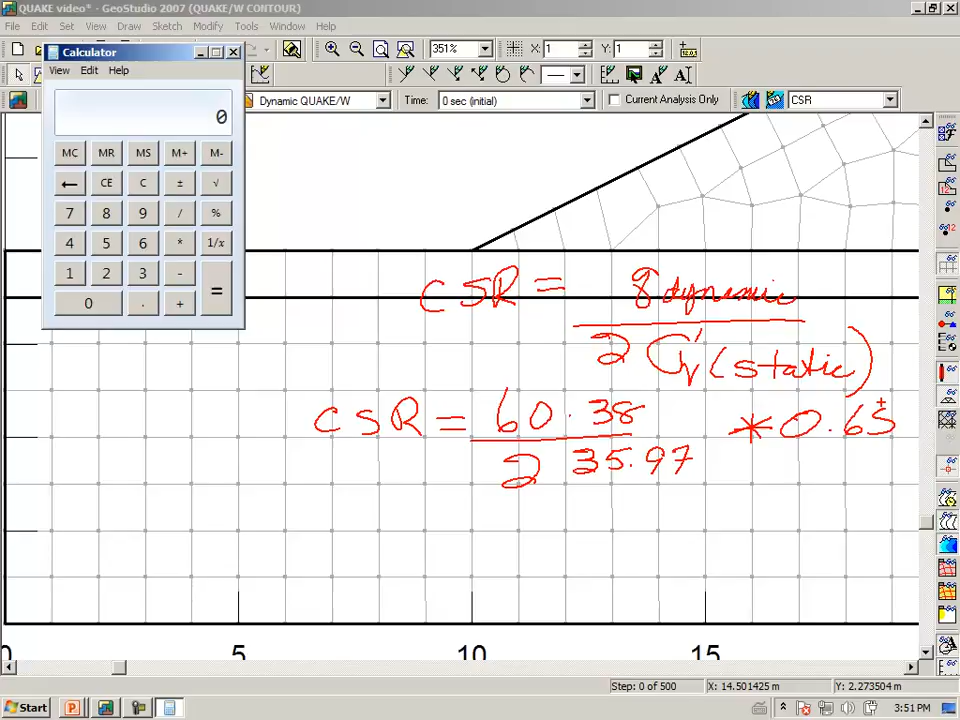 QUAKE video* - GeoStudio 2007 (QUAKE/W CONTOUR)
File Edit Set View Draw Sketch Modify Tools Window Help
351% X: 1 Y: 1
Calculator
View Edit Help
0
MC MR MS M+ M-
← CE C ± √
7 8 9 / %
4 5 6 * 1/x
1 2 3 - =
0 . +
Dynamic QUAKE/W Time: 0 sec (initial) Current Analysis Only CSR
CSR = q dynamic
2 σ'v (static)
CSR = 60.38 * 0.65 ±
2 35.97
0 5 10 15
Step: 0 of 500 X: 14.501425 m Y: 2.273504 m
Start 3:51 PM